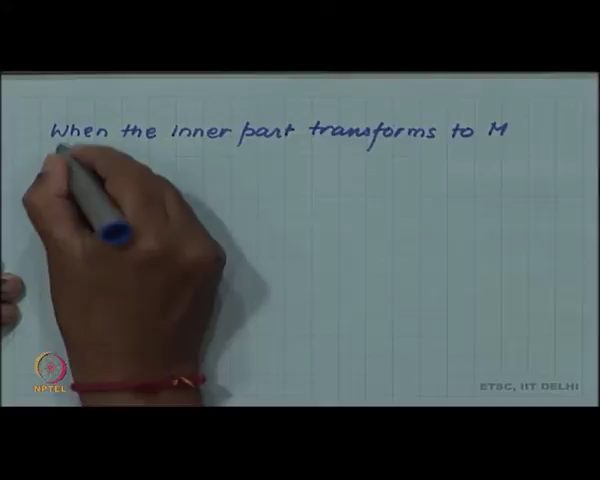 When the inner part transforms to M
NPTEL
ETSC, IIT DELHI